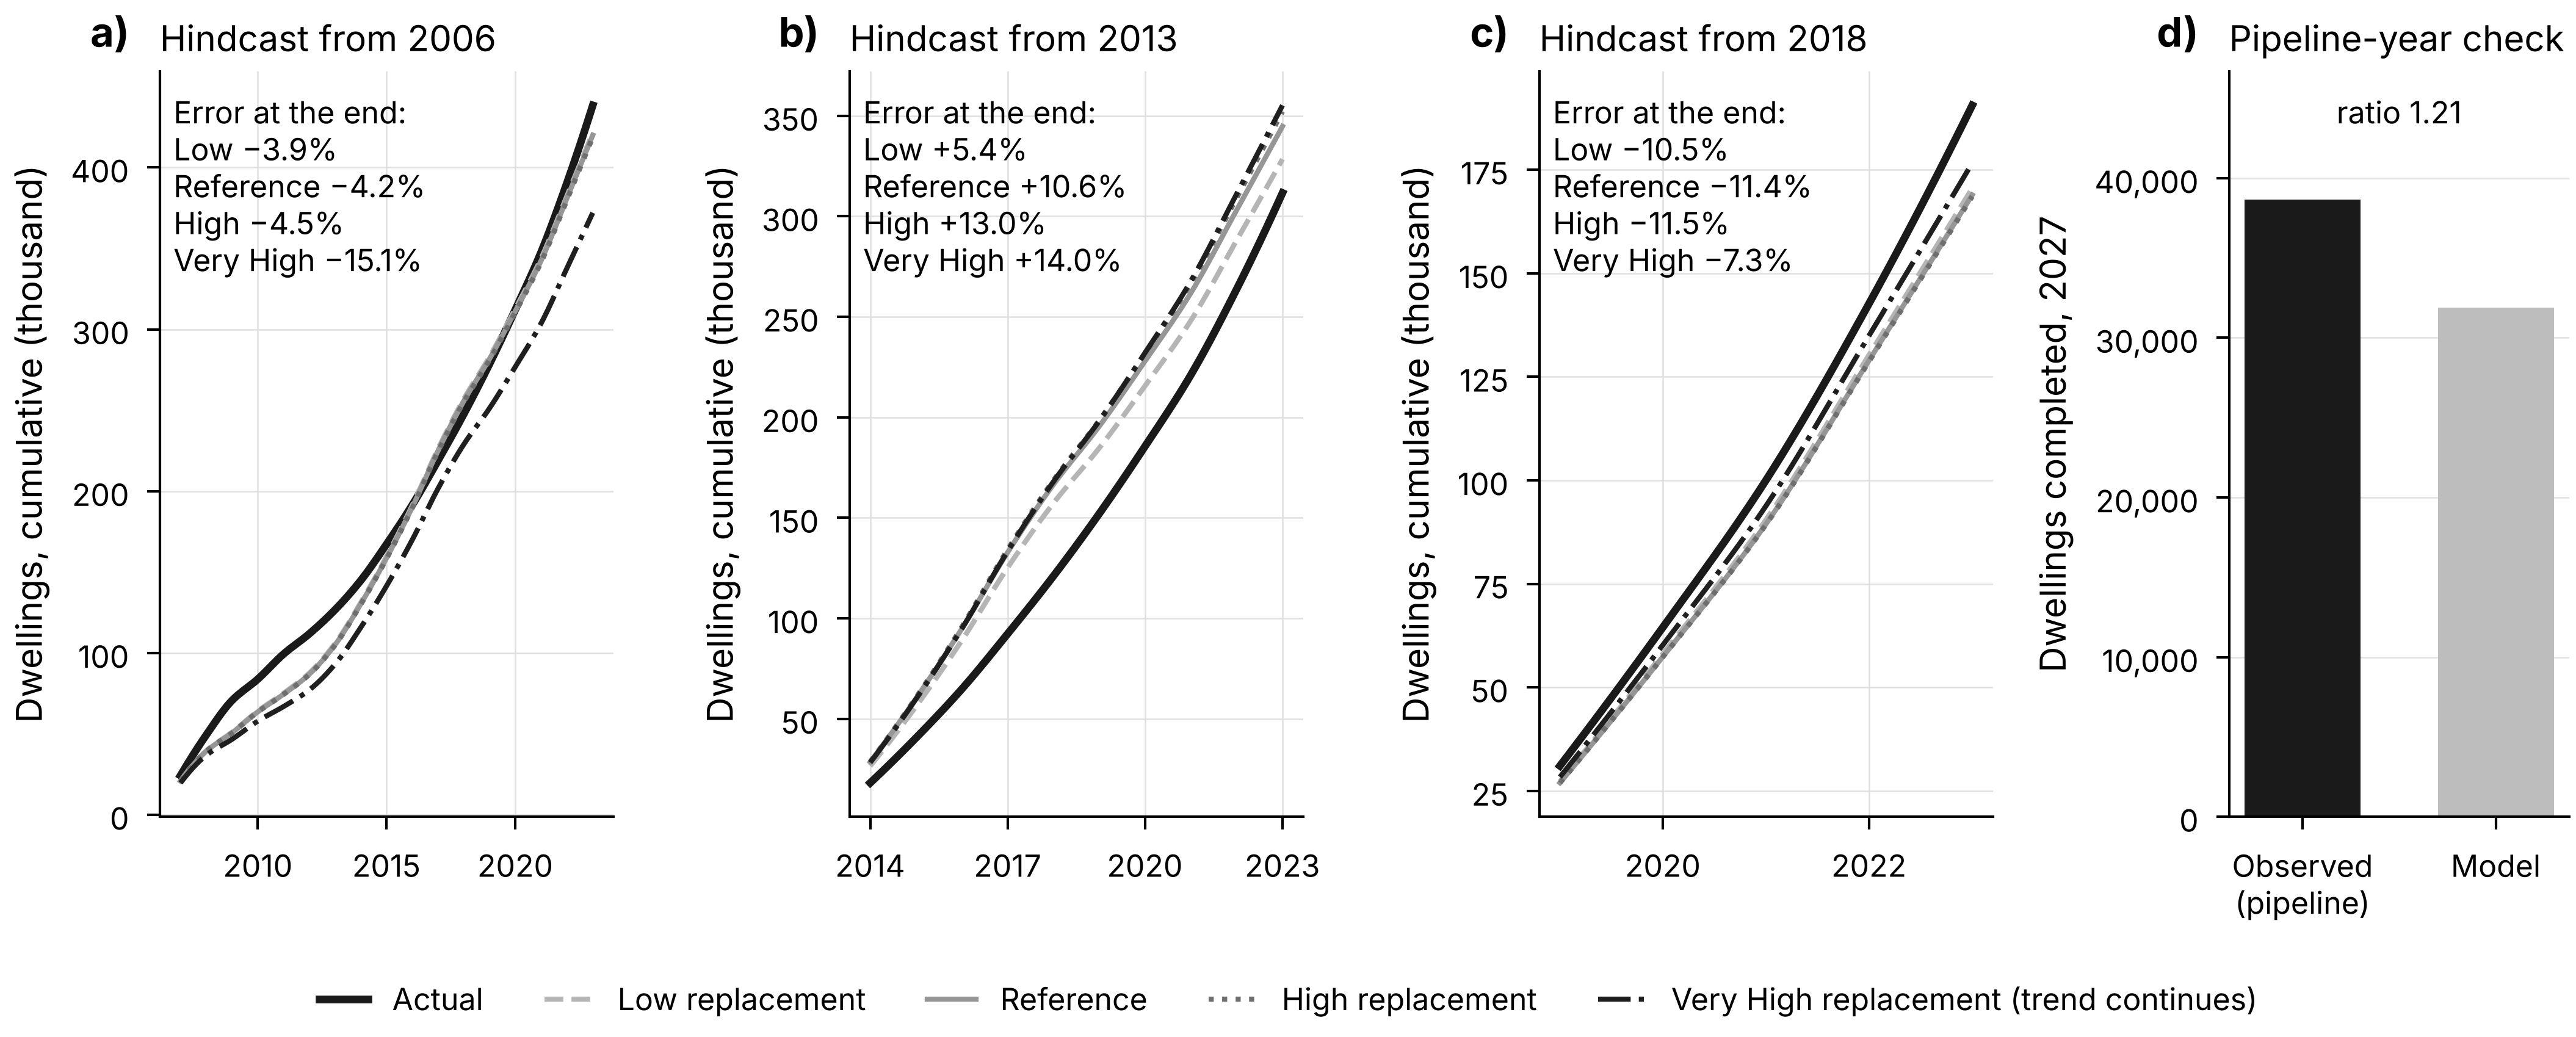 a) Hindcast from 2006
Dwellings, cumulative (thousand)
400
300
200
100
0
Error at the end:
Low −3.9%
Reference −4.2%
High −4.5%
Very High −15.1%
2010 2015 2020
b) Hindcast from 2013
Dwellings, cumulative (thousand)
350
300
250
200
150
100
50
Error at the end:
Low +5.4%
Reference +10.6%
High +13.0%
Very High +14.0%
2014 2017 2020 2023
c) Hindcast from 2018
Dwellings, cumulative (thousand)
175
150
125
100
75
50
25
Error at the end:
Low −10.5%
Reference −11.4%
High −11.5%
Very High −7.3%
2020 2022
d) Pipeline-year check
Dwellings completed, 2027
ratio 1.21
40,000
30,000
20,000
10,000
0
Observed
(pipeline)
Model
Actual Low replacement Reference High replacement Very High replacement (trend continues)